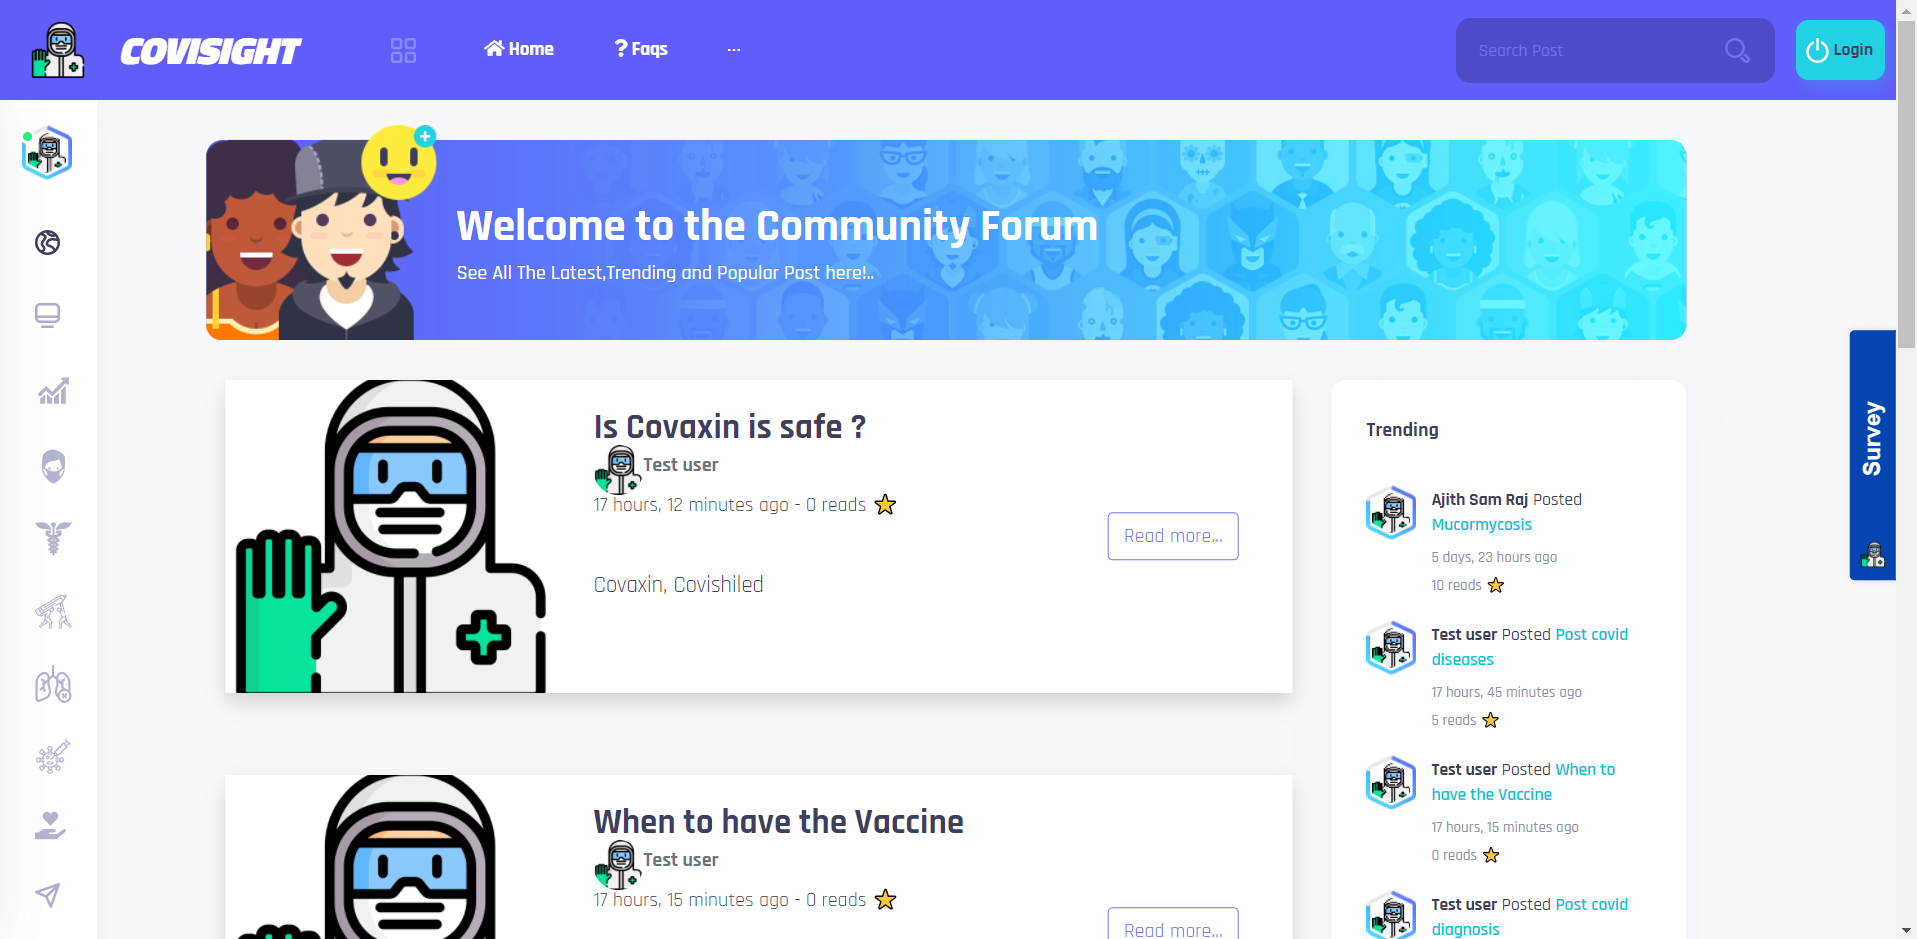 COVISIGHT
Home
? Faqs
...
Search Post
Login
Welcome to the Community Forum
See All The Latest,Trending and Popular Post here!..
Is Covaxin is safe ?
Test user
17 hours, 12 minutes ago - 0 reads
Read more...
Covaxin, Covishiled
When to have the Vaccine
Test user
17 hours, 15 minutes ago - 0 reads
Read more...
Trending
Ajith Sam Raj Posted
Mucormycosis
5 days, 23 hours ago
10 reads
Test user Posted Post covid
diseases
17 hours, 45 minutes ago
5 reads
Test user Posted When to
have the Vaccine
17 hours, 15 minutes ago
0 reads
Test user Posted Post covid
diagnosis
Survey